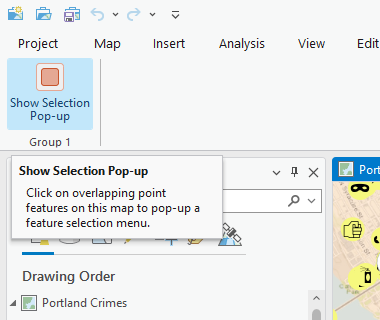 Project Map Insert Analysis View Edit
Show Selection
Pop-up
Group 1
Show Selection Pop-up
Click on overlapping point
features on this map to pop-up a
feature selection menu.
Port
Drawing Order
Portland Crimes